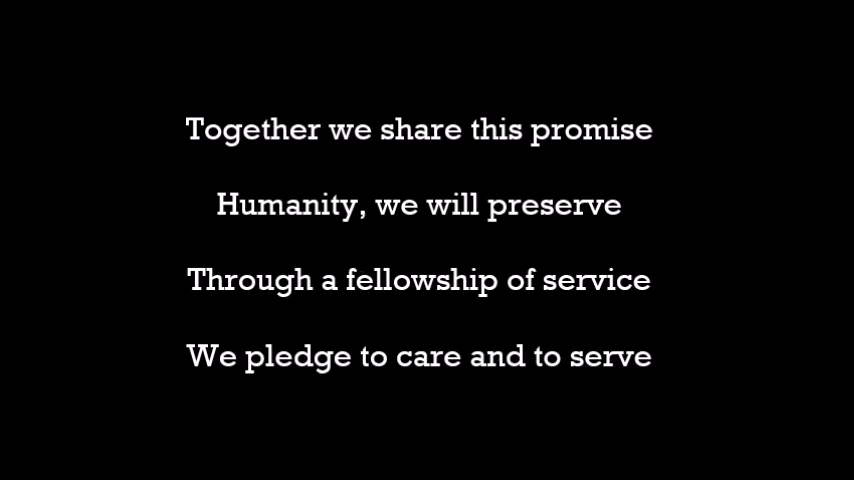 Together we share this promise
Humanity, we will preserve
Through a fellowship of service
We pledge to care and to serve